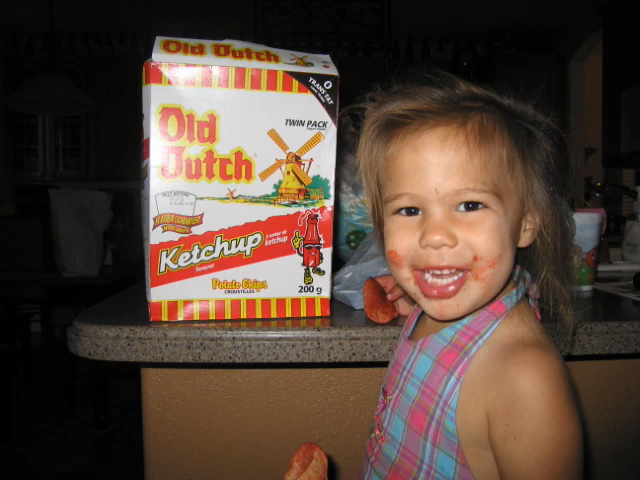 Old Dutch
0
TRANS FAT
TWIN PACK
Old
Dutch
Ketchup
flavoured
à saveur de
ketchup
Potato Chips
CROUSTILLES
200 g